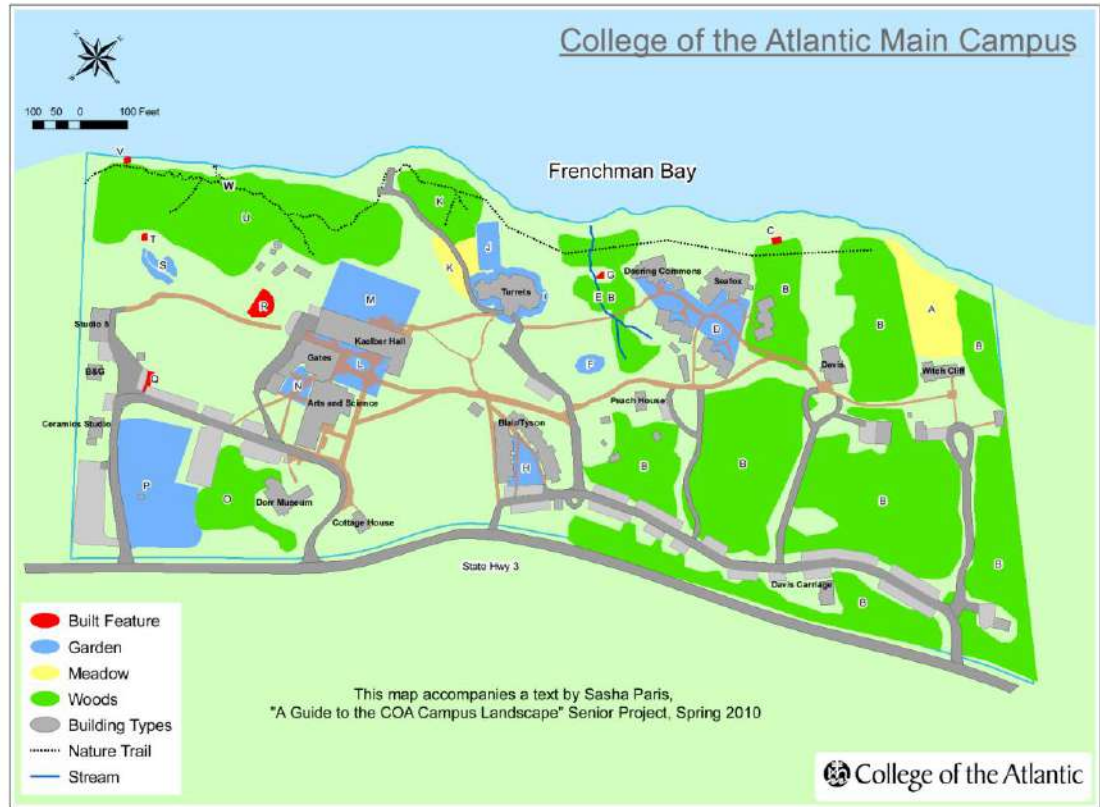 College of the Atlantic Main Campus
100 50 0 100 Feet
Frenchman Bay
V
W
U
T
S
R
K
K
J
M
Turrets
I
C
G
E B
Deering Commons
Seafox
D
B
B
A
B
F
Studio 5
Kaelber Hall
Gates
L
N
B&G
Q
Arts and Science
Davis
Witch Cliff
Peach House
Ceramics Studio
Blair/Tyson
H
B
B
B
B
P
O
Dorr Museum
Cottage House
State Hwy 3
Davis Carriage
B
Built Feature
Garden
Meadow
Woods
Building Types
Nature Trail
Stream
This map accompanies a text by Sasha Paris,
"A Guide to the COA Campus Landscape" Senior Project, Spring 2010
College of the Atlantic